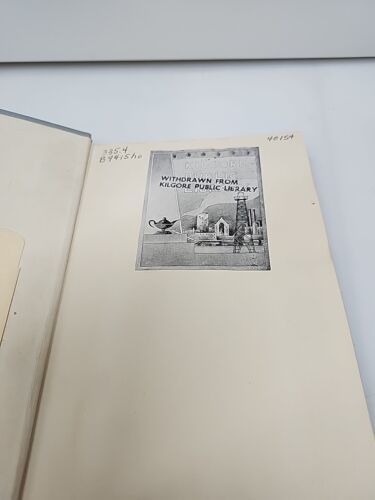 335.4
B9415ho
40154
WITHDRAWN FROM
KILGORE PUBLIC LIBRARY